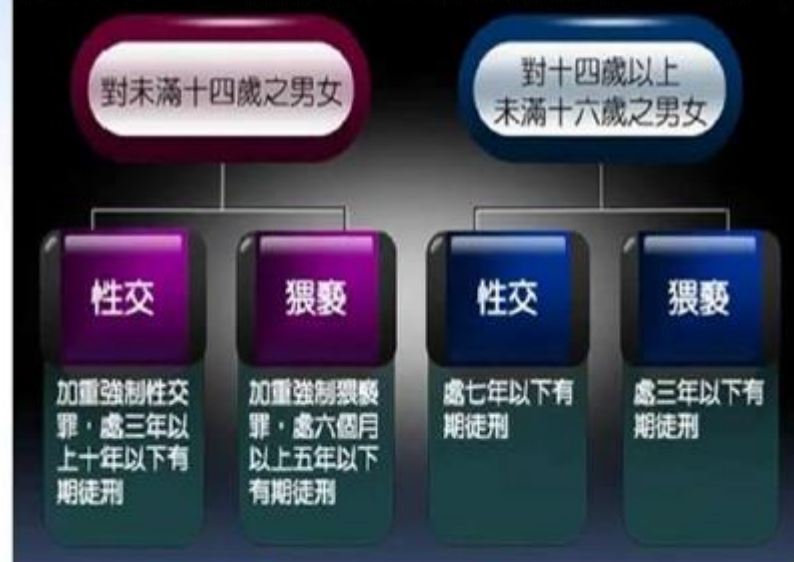 對未滿十四歲之男女
對十四歲以上
未滿十六歲之男女
性交
猥褻
性交
猥褻
加重強制性交
罪，處三年以
上十年以下有
期徒刑
加重強制猥褻
罪，處六個月
以上五年以下
有期徒刑
處七年以下有
期徒刑
處三年以下有
期徒刑